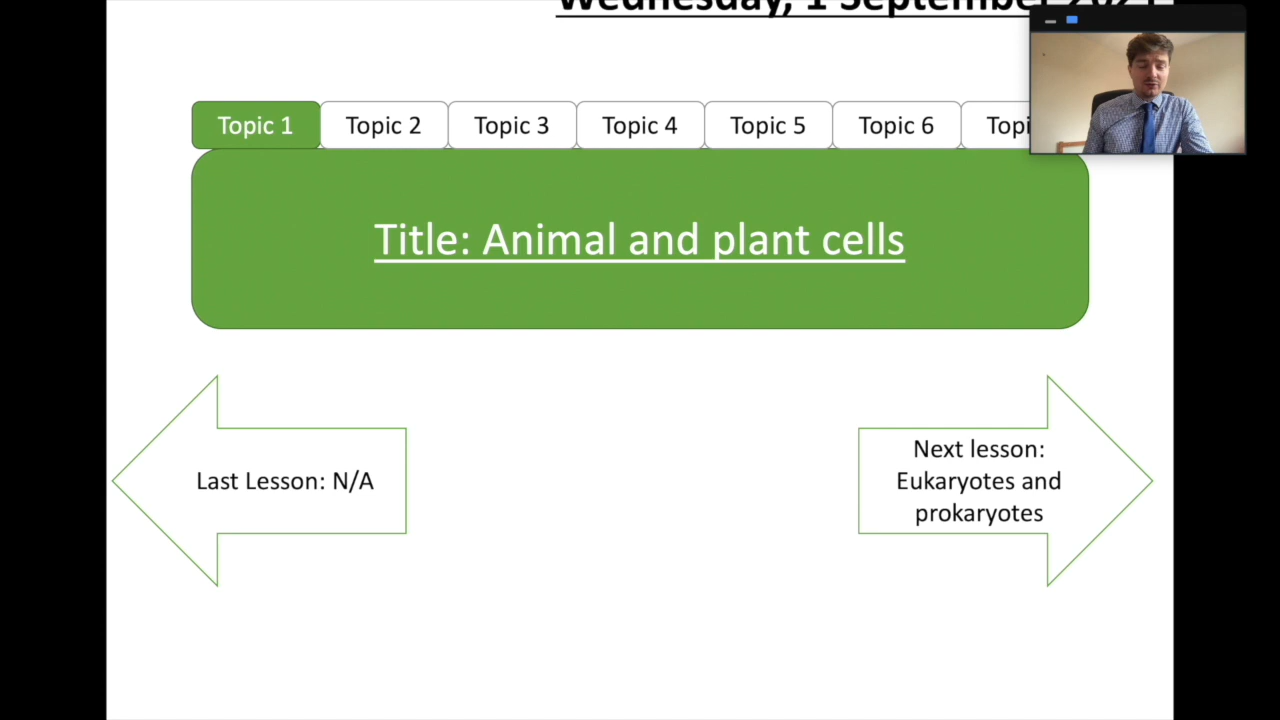 Wednesday, 1 September 2021
Topic 1
Topic 2
Topic 3
Topic 4
Topic 5
Topic 6
Title: Animal and plant cells
Last Lesson: N/A
Next lesson:
Eukaryotes and
prokaryotes